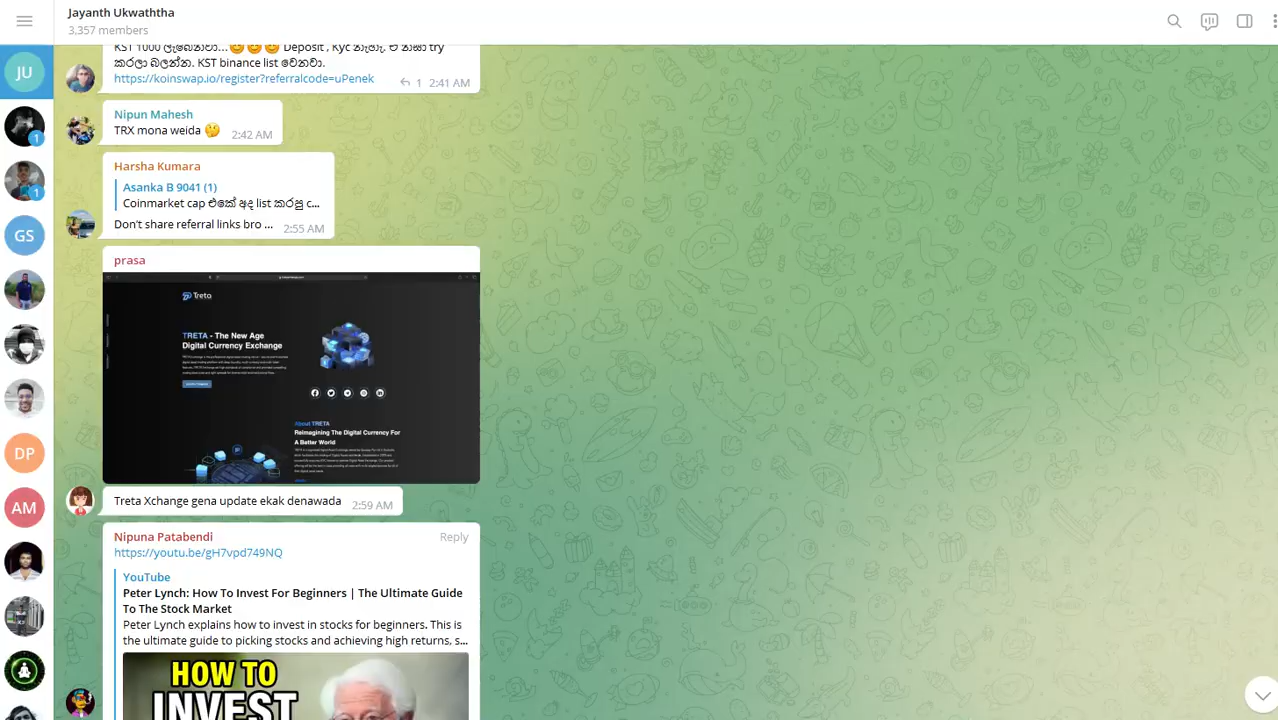 Jayanth Ukwaththa
3,357 members
JU
KST 1000 ලැබෙනවා...😊😊😊 Deposit , Kyc නැහැ. ඒ නිසා try
කරලා බලන්න. KST binance list වෙනවා.
https://koinswap.io/register?referralcode=uPenek
1 2:41 AM
Nipun Mahesh
TRX mona weida 🤔
2:42 AM
1
1
Harsha Kumara
Asanka B 9041 (1)
Coinmarket cap එකේ අද list කරපු c...
Don't share referral links bro ...
2:55 AM
GS
prasa
Treta
TRETA - The New Age
Digital Currency Exchange
About TRETA
Reimagining The Digital Currency For
A Better World
DP
AM
Treta Xchange gena update ekak denawada
2:59 AM
Nipuna Patabendi
Reply
https://youtu.be/gH7vpd749NQ
YouTube
Peter Lynch: How To Invest For Beginners | The Ultimate Guide
To The Stock Market
Peter Lynch explains how to invest in stocks for beginners. This is
the ultimate guide to picking stocks and achieving high returns, s...
HOW TO
INVEST